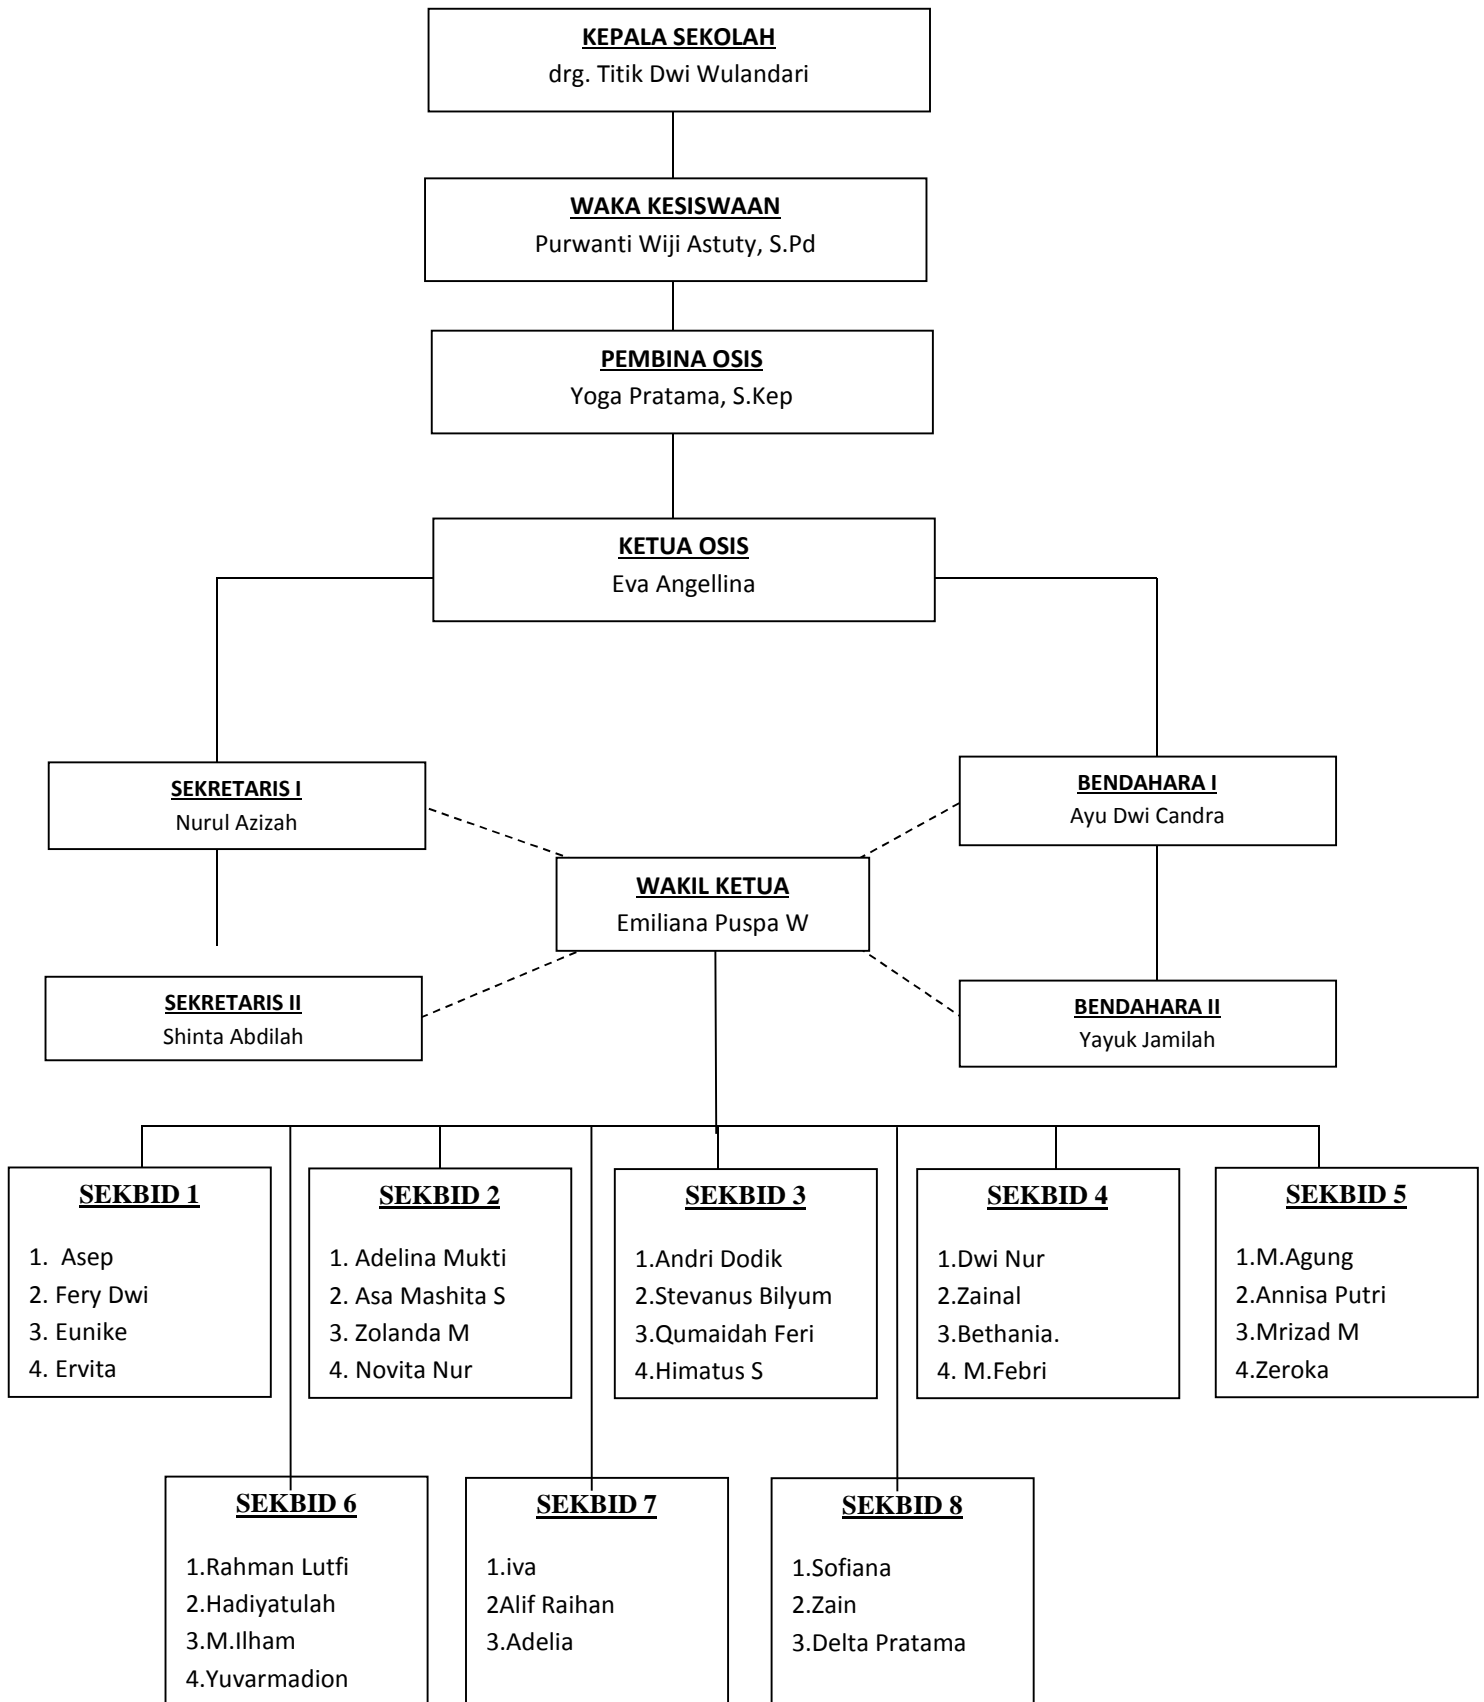 KEPALA SEKOLAH
drg. Titik Dwi Wulandari
WAKA KESISWAAN
Purwanti Wiji Astuty, S.Pd
PEMBINA OSIS
Yoga Pratama, S.Kep
KETUA OSIS
Eva Angellina
SEKRETARIS I
Nurul Azizah
BENDAHARA I
Ayu Dwi Candra
WAKIL KETUA
Emiliana Puspa W
SEKRETARIS II
Shinta Abdilah
BENDAHARA II
Yayuk Jamilah
SEKBID 1
1. Asep
2. Fery Dwi
3. Eunike
4. Ervita
SEKBID 2
1. Adelina Mukti
2. Asa Mashita S
3. Zolanda M
4. Novita Nur
SEKBID 3
1.Andri Dodik
2.Stevanus Bilyum
3.Qumaidah Feri
4.Himatus S
SEKBID 4
1.Dwi Nur
2.Zainal
3.Bethania.
4. M.Febri
SEKBID 5
1.M.Agung
2.Annisa Putri
3.Mrizad M
4.Zeroka
SEKBID 6
1.Rahman Lutfi
2.Hadiyatulah
3.M.Ilham
4.Yuvarmadion
SEKBID 7
1.iva
2Alif Raihan
3.Adelia
SEKBID 8
1.Sofiana
2.Zain
3.Delta Pratama